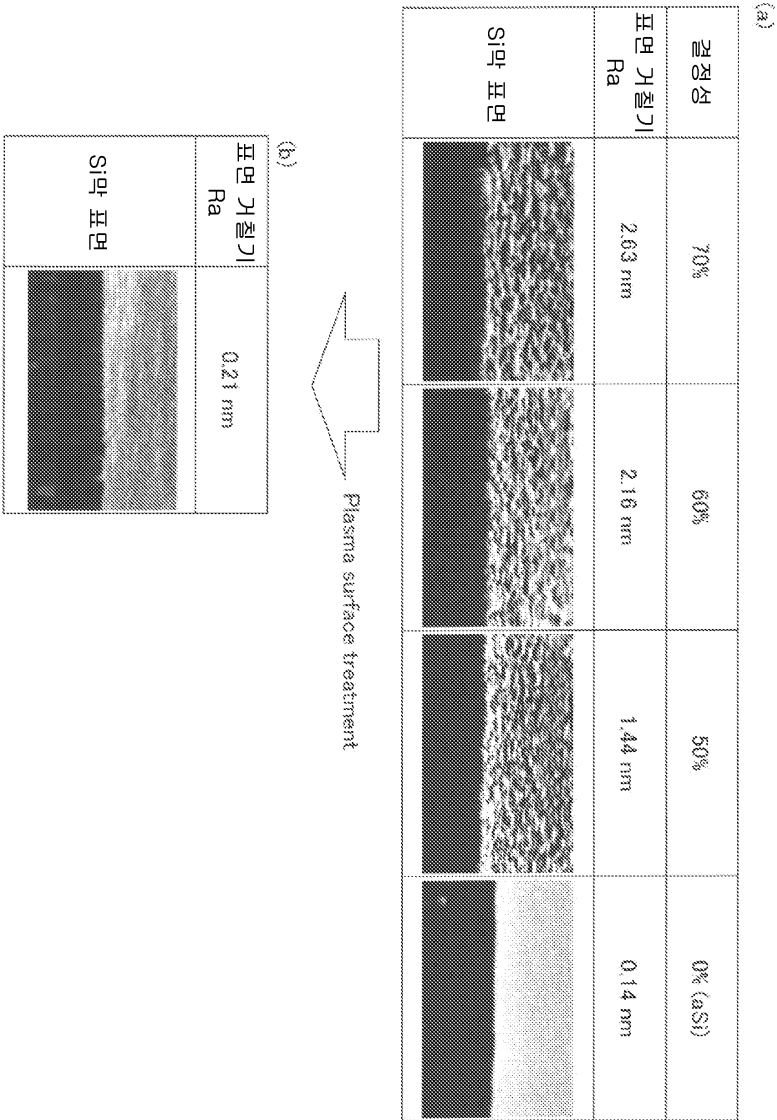 (a)
결정성
70%
60%
50%
0% (aSi)
표면 거칠기
Ra
2.63 nm
2.16 nm
1.44 nm
0.14 nm
Si막 표면
Plasma surface treatment
(b)
표면 거칠기
Ra
0.21 nm
Si막 표면